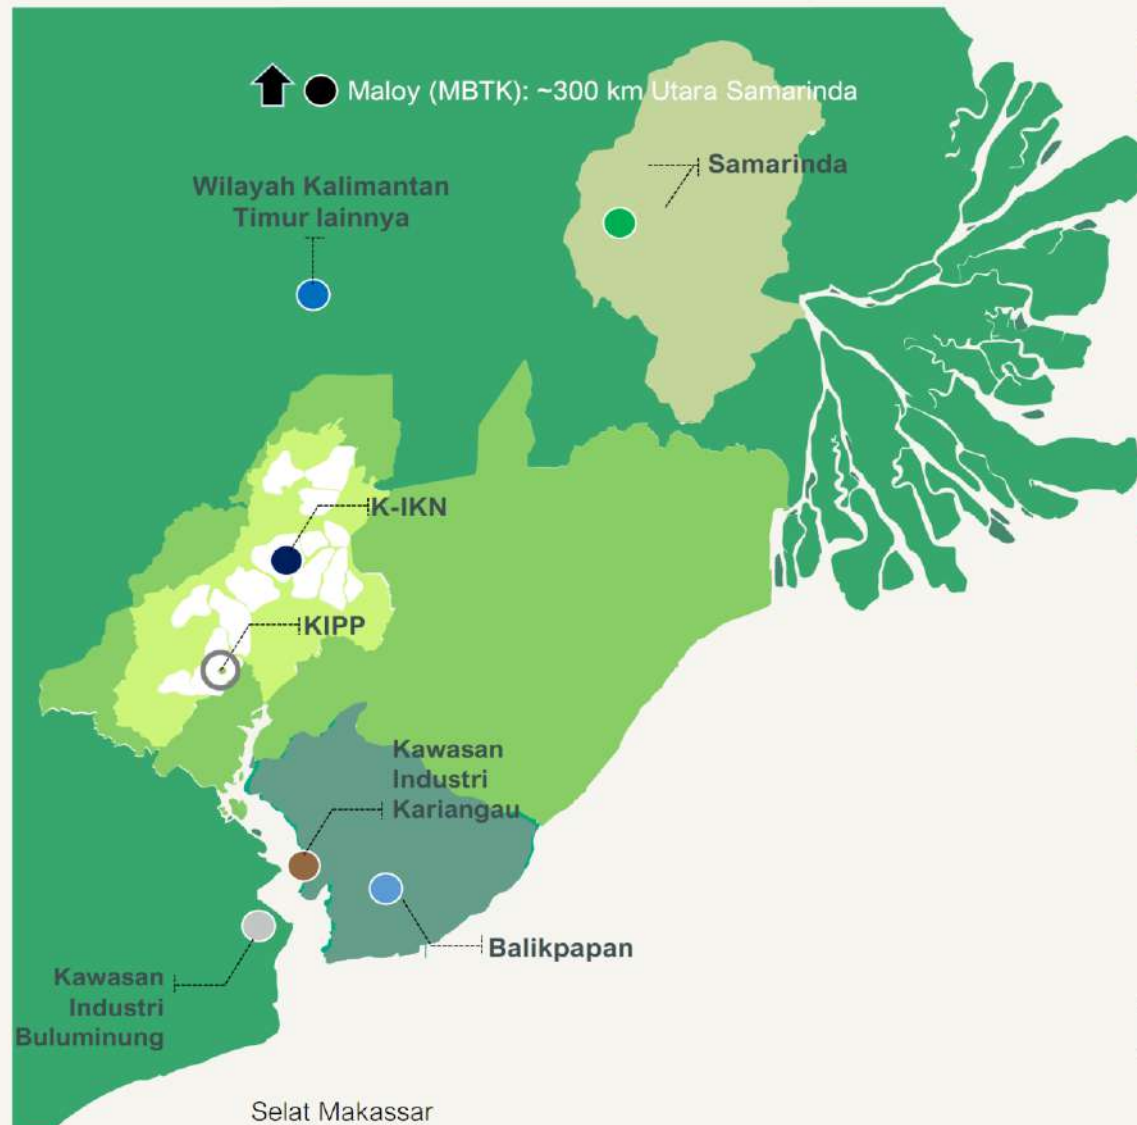 Maloy (MBTK): ~300 km Utara Samarinda
Samarinda
Wilayah Kalimantan
Timur lainnya
K-IKN
KIPP
Kawasan
Industri
Kariangau
Balikpapan
Kawasan
Industri
Buluminung
Selat Makassar